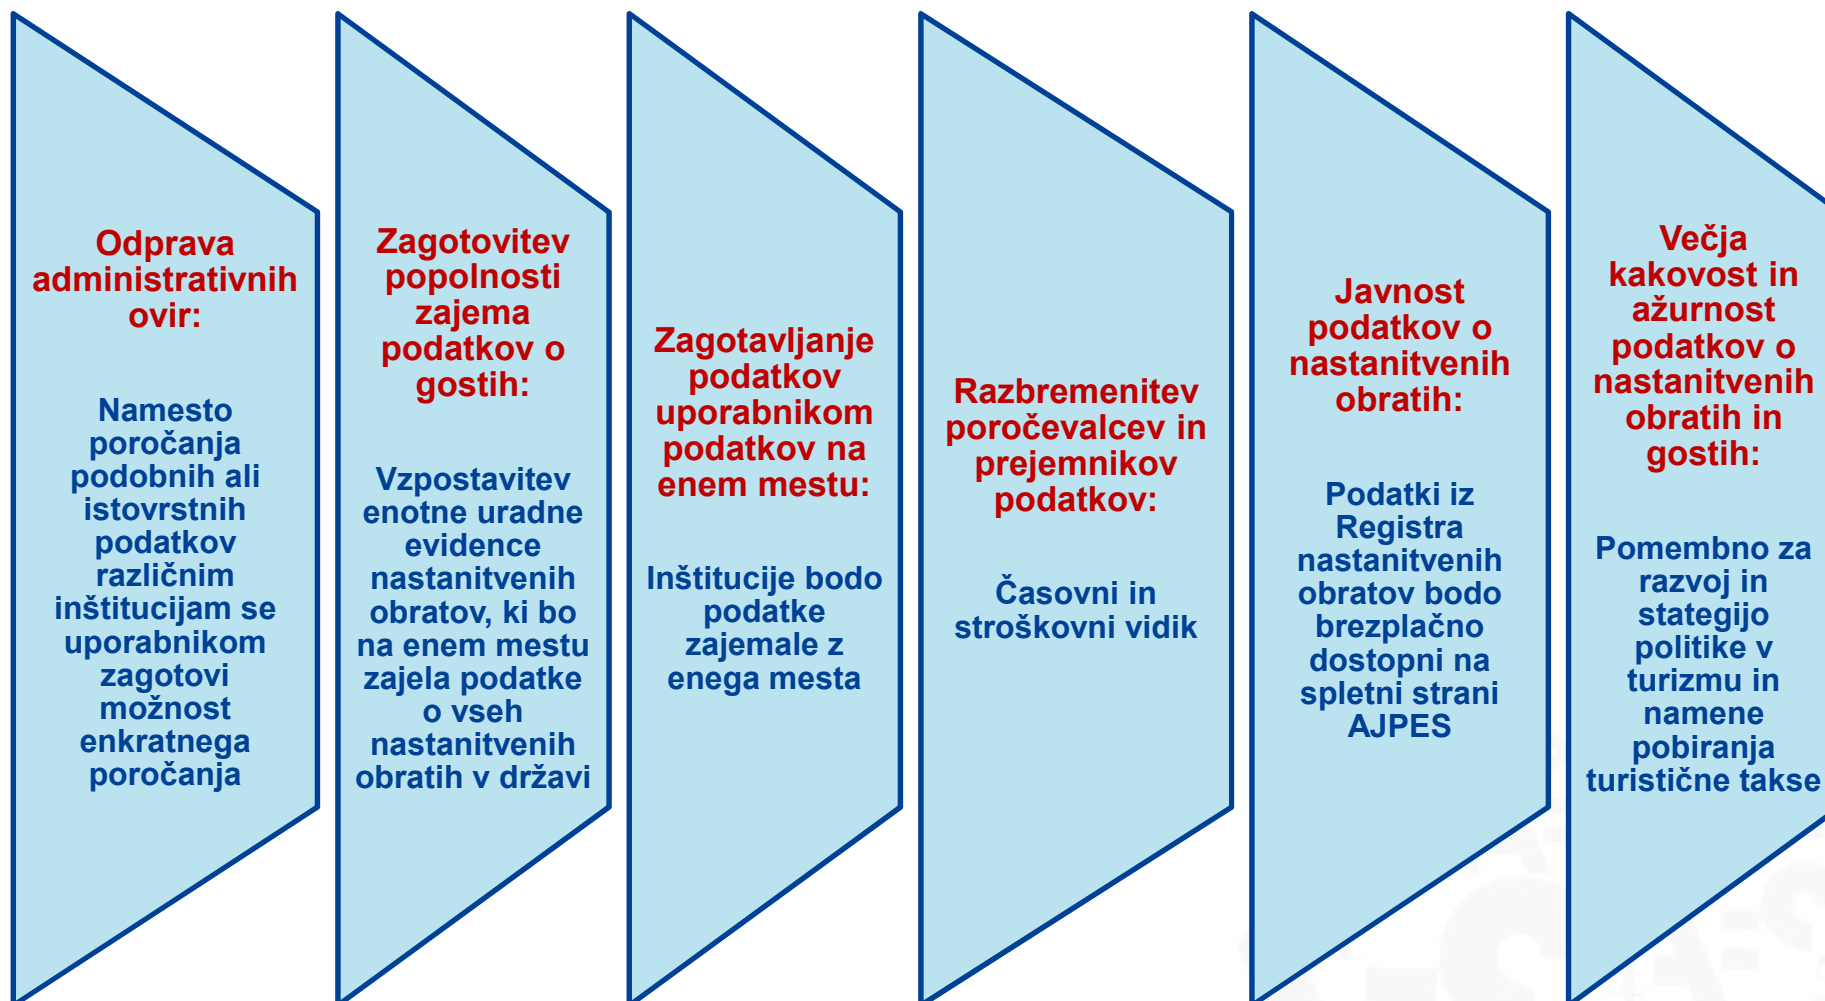 Odprava
administrativnih
ovir:
Namesto
poročanja
podobnih ali
istovrstnih
podatkov
različnim
inštitucijam se
uporabnikom
zagotovi
možnost
enkratnega
poročanja
Zagotovitev
popolnosti
zajema
podatkov o
gostih:
Vzpostavitev
enotne uradne
evidence
nastanitvenih
obratov, ki bo
na enem mestu
zajela podatke
o vseh
nastanitvenih
obratih v državi
Zagotavljanje
podatkov
uporabnikom
podatkov na
enem mestu:
Inštitucije bodo
podatke
zajemale z
enega mesta
Razbremenitev
poročevalcev in
prejemnikov
podatkov:
Časovni in
stroškovni vidik
Javnost
podatkov o
nastanitvenih
obratih:
Podatki iz
Registra
nastanitvenih
obratov bodo
brezplačno
dostopni na
spletni strani
AJPES
Večja
kakovost in
ažurnost
podatkov o
nastanitvenih
obratih in
gostih:
Pomembno za
razvoj in
stategijo
politike v
turizmu in
namene
pobiranja
turistične takse